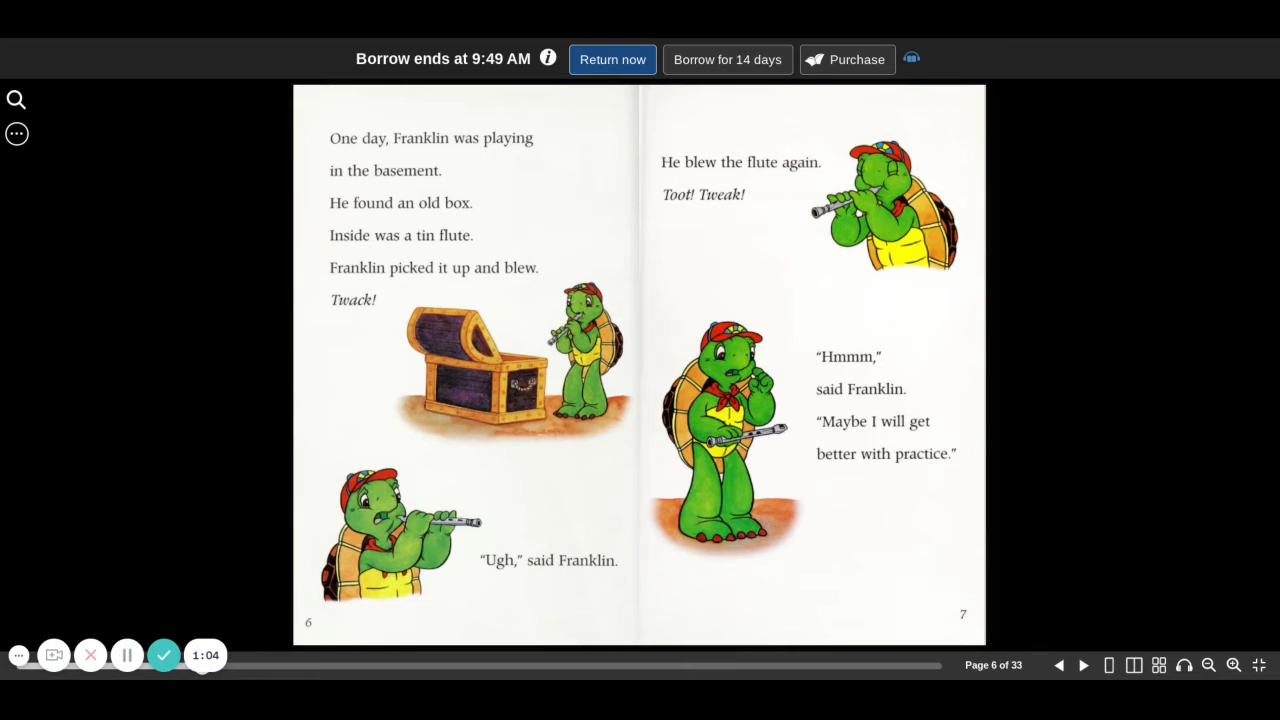 Borrow ends at 9:49 AM
Return now
Borrow for 14 days
Purchase
One day, Franklin was playing
in the basement.
He found an old box.
Inside was a tin flute.
Franklin picked it up and blew.
Twack!
“Ugh,” said Franklin.
6
He blew the flute again.
Toot! Tweak!
“Hmmm,”
said Franklin.
“Maybe I will get
better with practice.”
7
1:04
Page 6 of 33